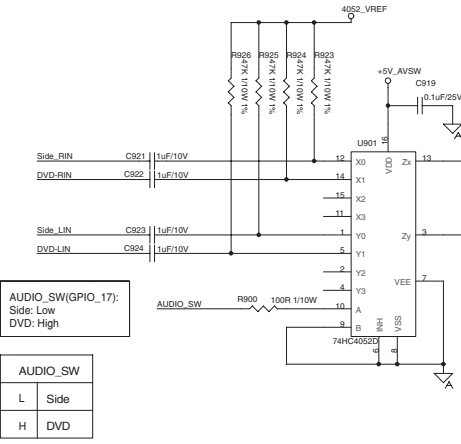 4052_VREF
R926
47K 1/10W 1%
R925
47K 1/10W 1%
R924
47K 1/10W 1%
R923
47K 1/10W 1%
+5V_AVSW
C919
0.1uF/25V
A
U901
16
VDD
Side_RIN
C921
1uF/10V
12
X0
Zx
13
DVD-RIN
C922
1uF/10V
14
X1
15
X2
11
X3
Side_LIN
C923
1uF/10V
1
Y0
Zy
3
DVD-LIN
C924
1uF/10V
5
Y1
2
Y2
4
Y3
VEE
7
AUDIO_SW
R900
100R 1/10W
10
A
9
B
INH
VSS
74HC4052D
6
8
A
AUDIO_SW(GPIO_17):
Side: Low
DVD: High
AUDIO_SW
L Side
H DVD